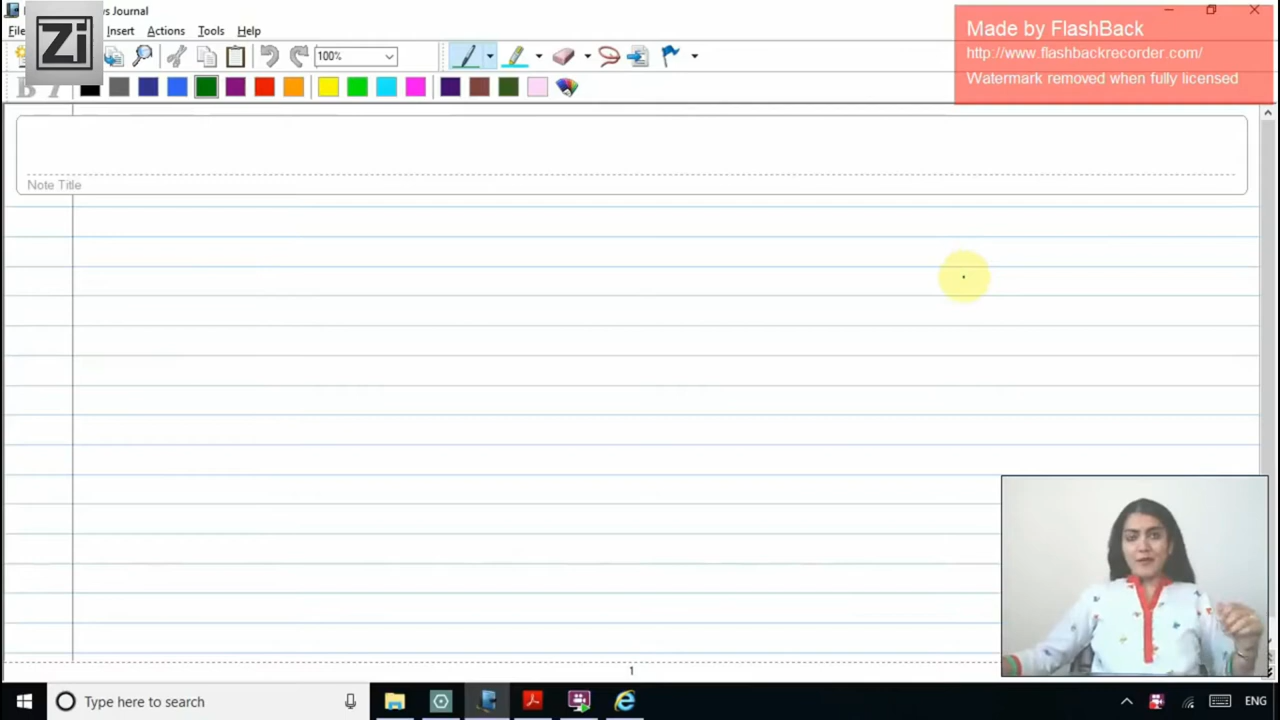 ys Journal
File Insert Actions Tools Help
Zi
100%
B I
Made by FlashBack
http://www.flashbackrecorder.com/
Watermark removed when fully licensed
Note Title
1
Type here to search
ENG